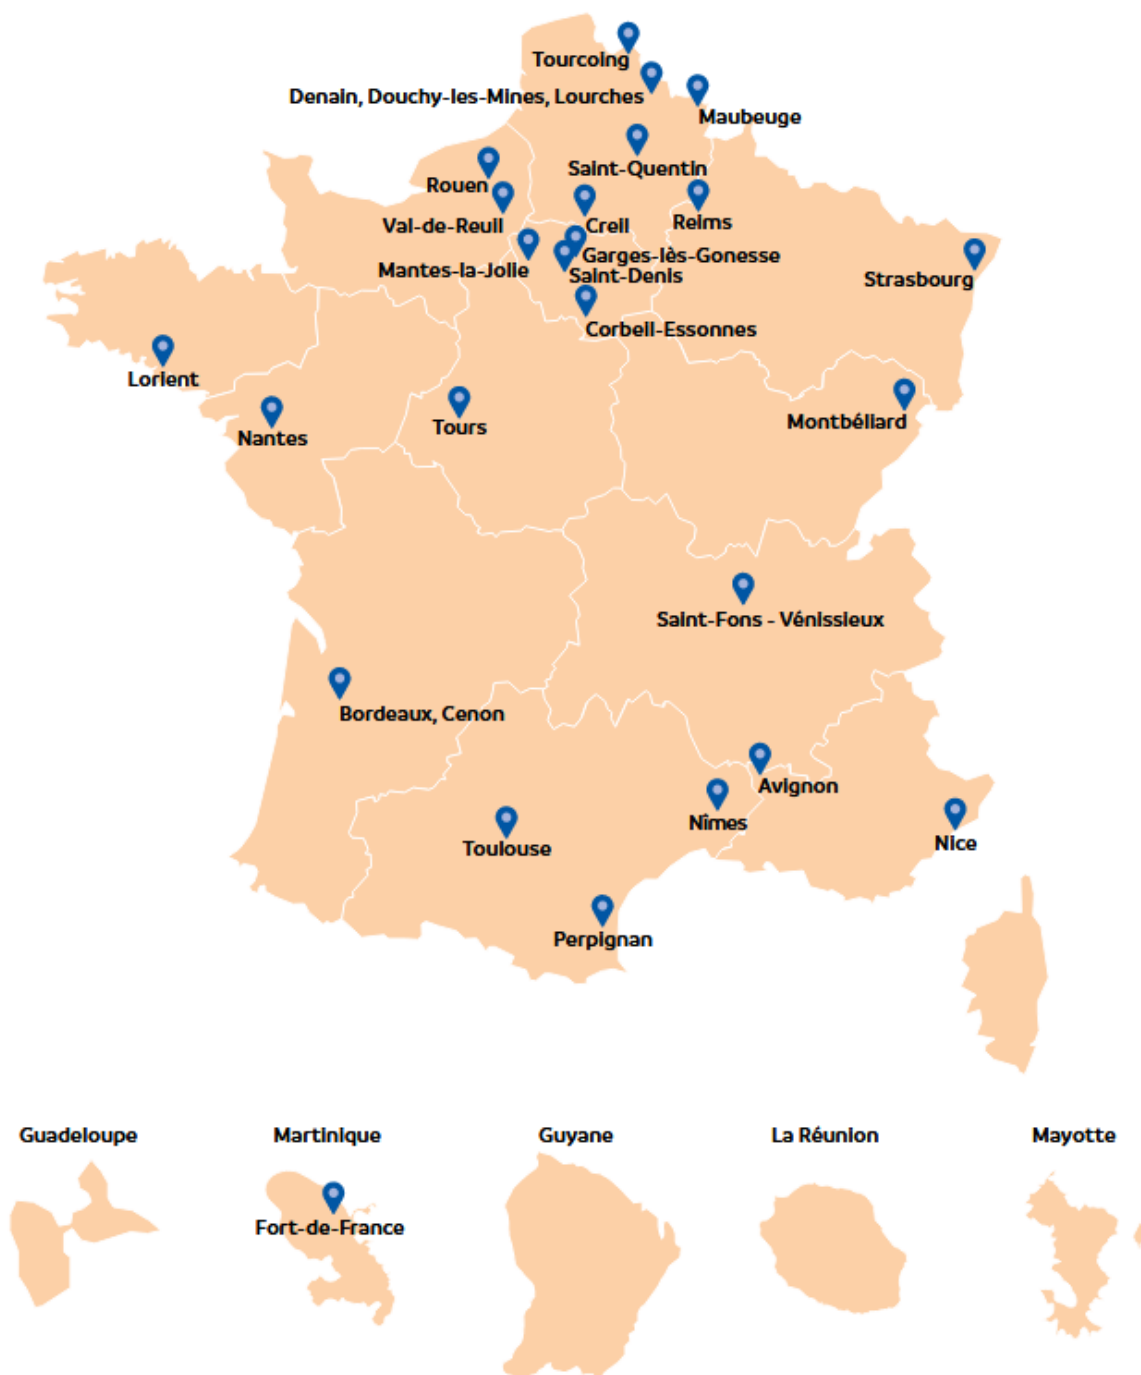 Tourcoing
Denain, Douchy-les-Mines, Lourches
Maubeuge
Saint-Quentin
Rouen
Reims
Val-de-Reuil
Creil
Garges-lès-Gonesse
Mantes-la-Jolie
Saint-Denis
Strasbourg
Corbeil-Essonnes
Lorient
Montbéliard
Tours
Nantes
Saint-Fons - Vénissieux
Bordeaux, Cenon
Avignon
Nîmes
Nice
Toulouse
Perpignan
Guadeloupe
Martinique
Guyane
La Réunion
Mayotte
Fort-de-France